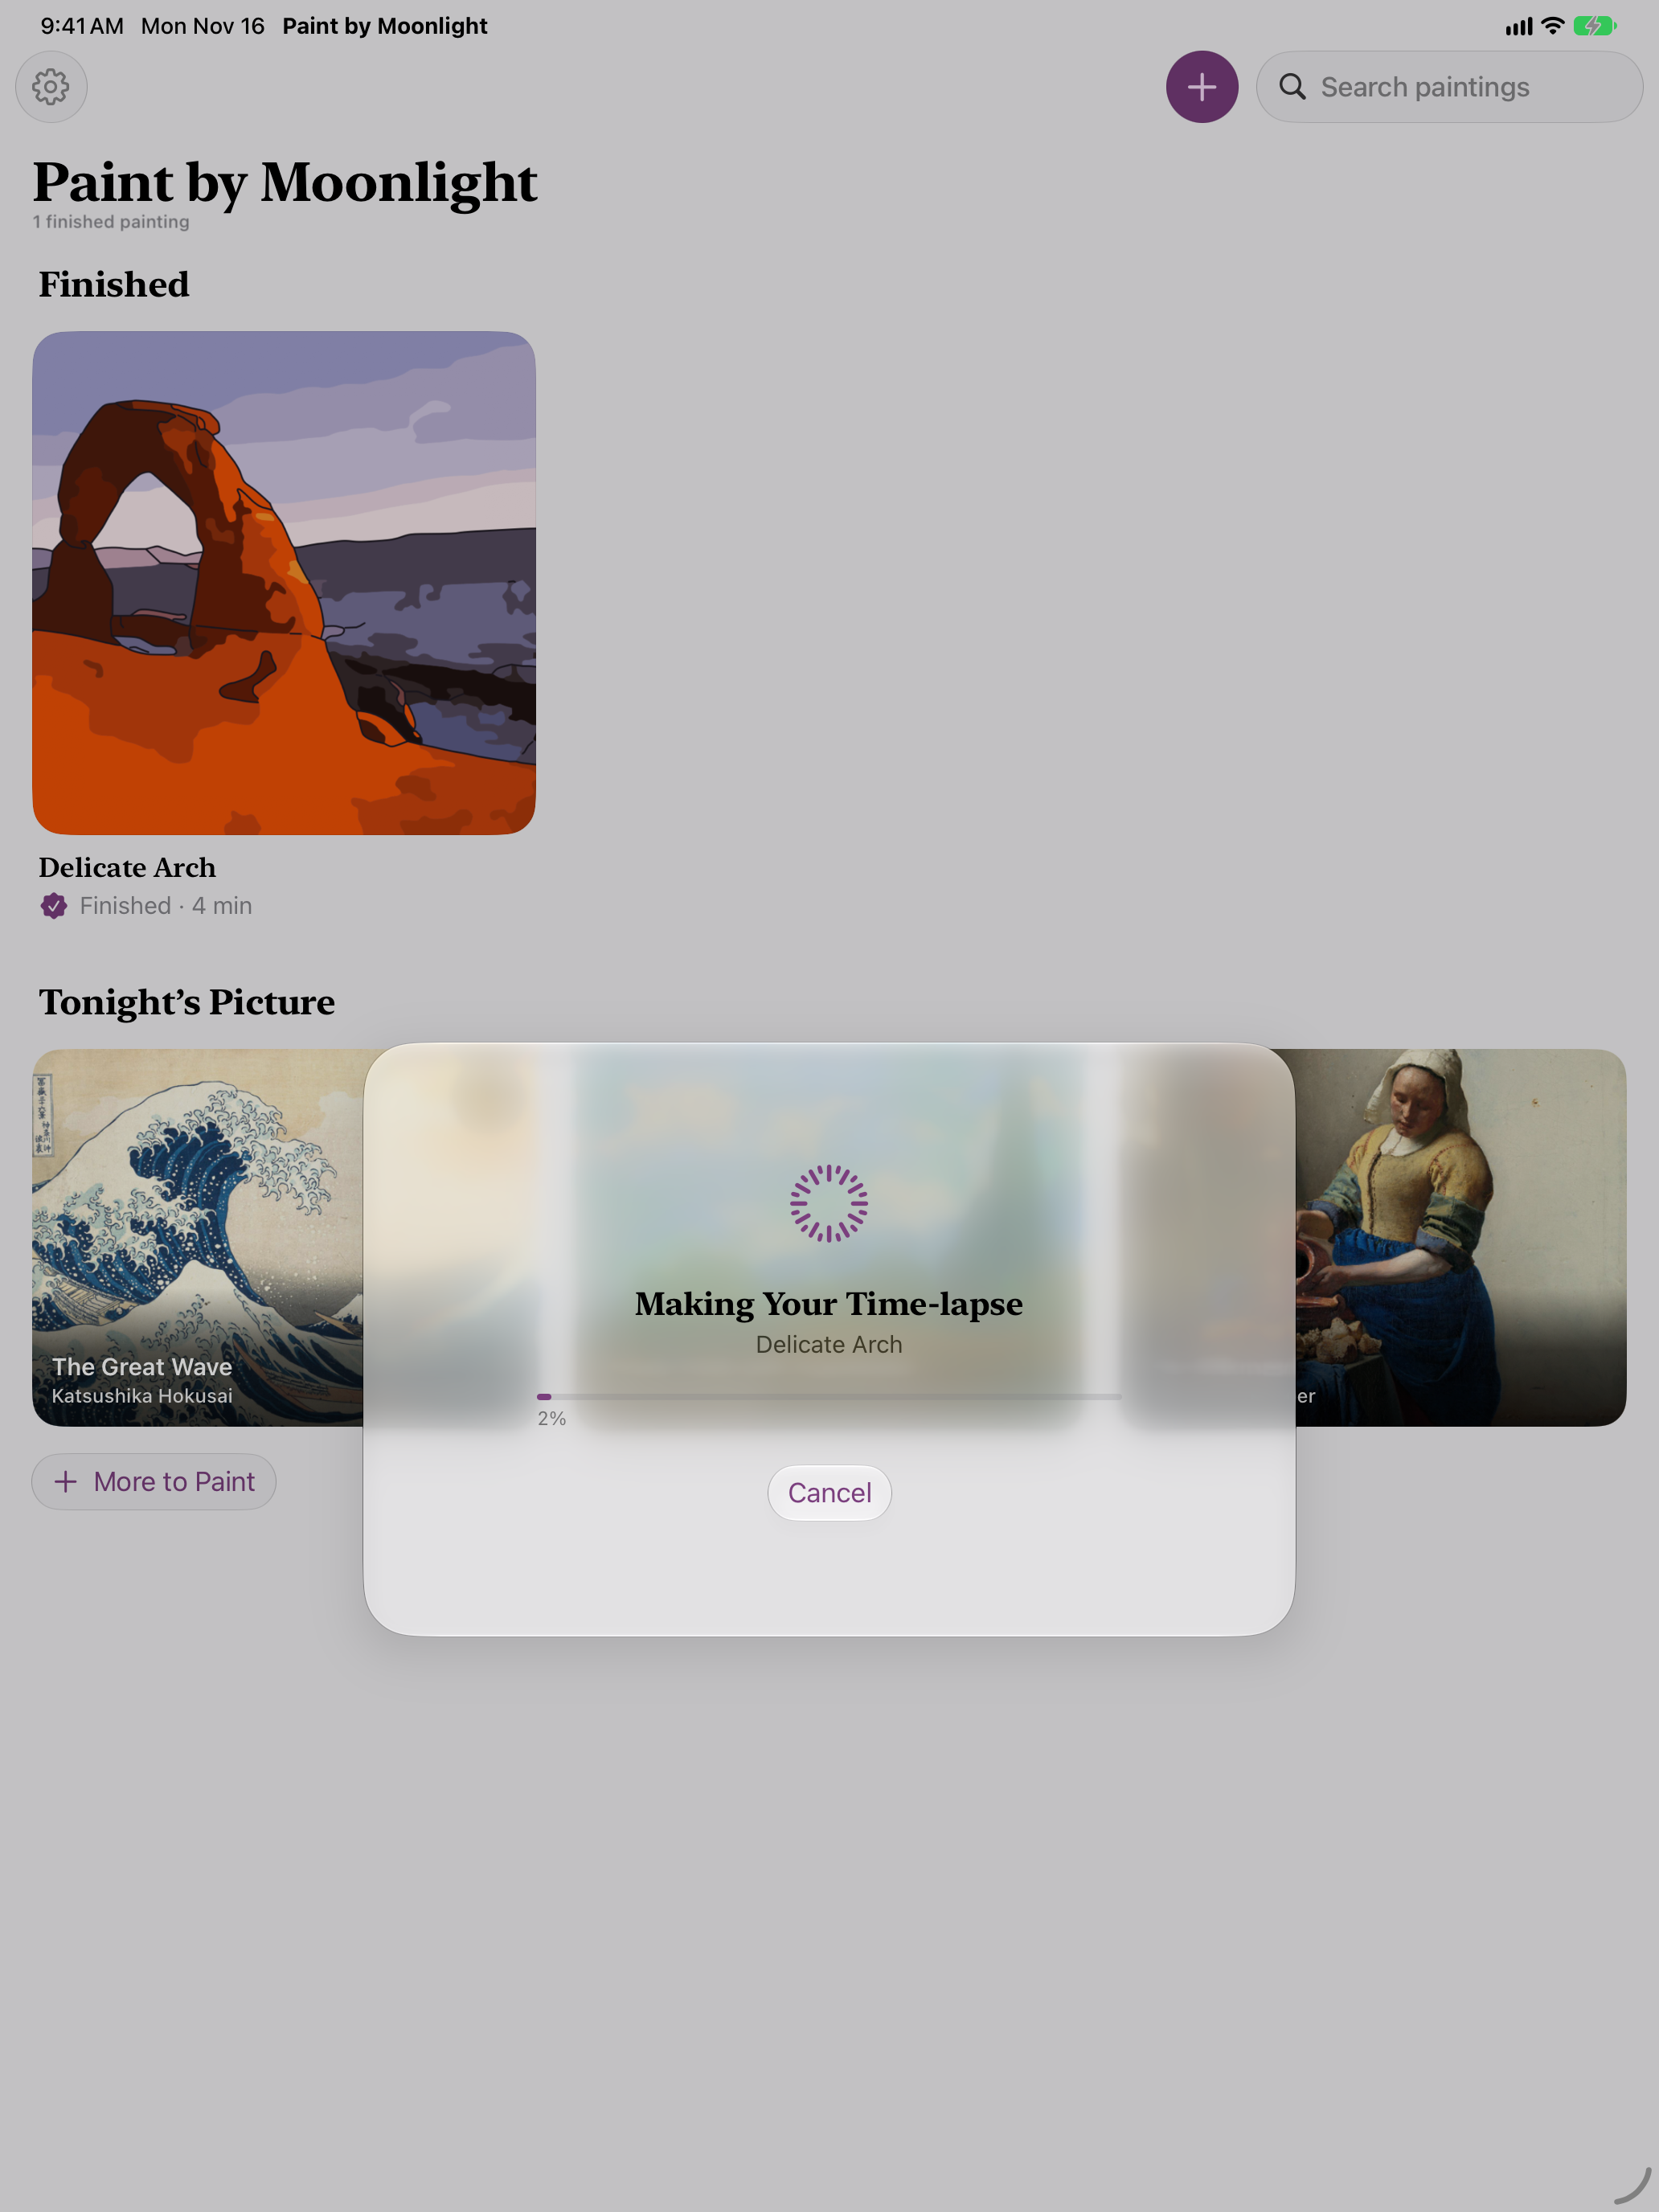 9:41 AM Mon Nov 16 Paint by Moonlight
Search paintings
Paint by Moonlight
1 finished painting
Finished
Delicate Arch
Finished · 4 min
Tonight’s Picture
The Great Wave
Katsushika Hokusai
Making Your Time-lapse
Delicate Arch
er
2%
More to Paint
Cancel